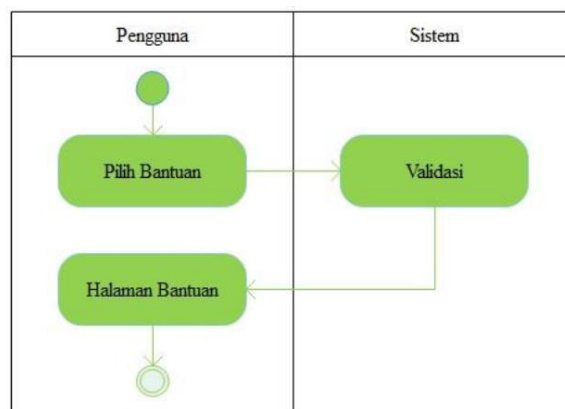 Pengguna
Sistem
Pilih Bantuan
Validasi
Halaman Bantuan